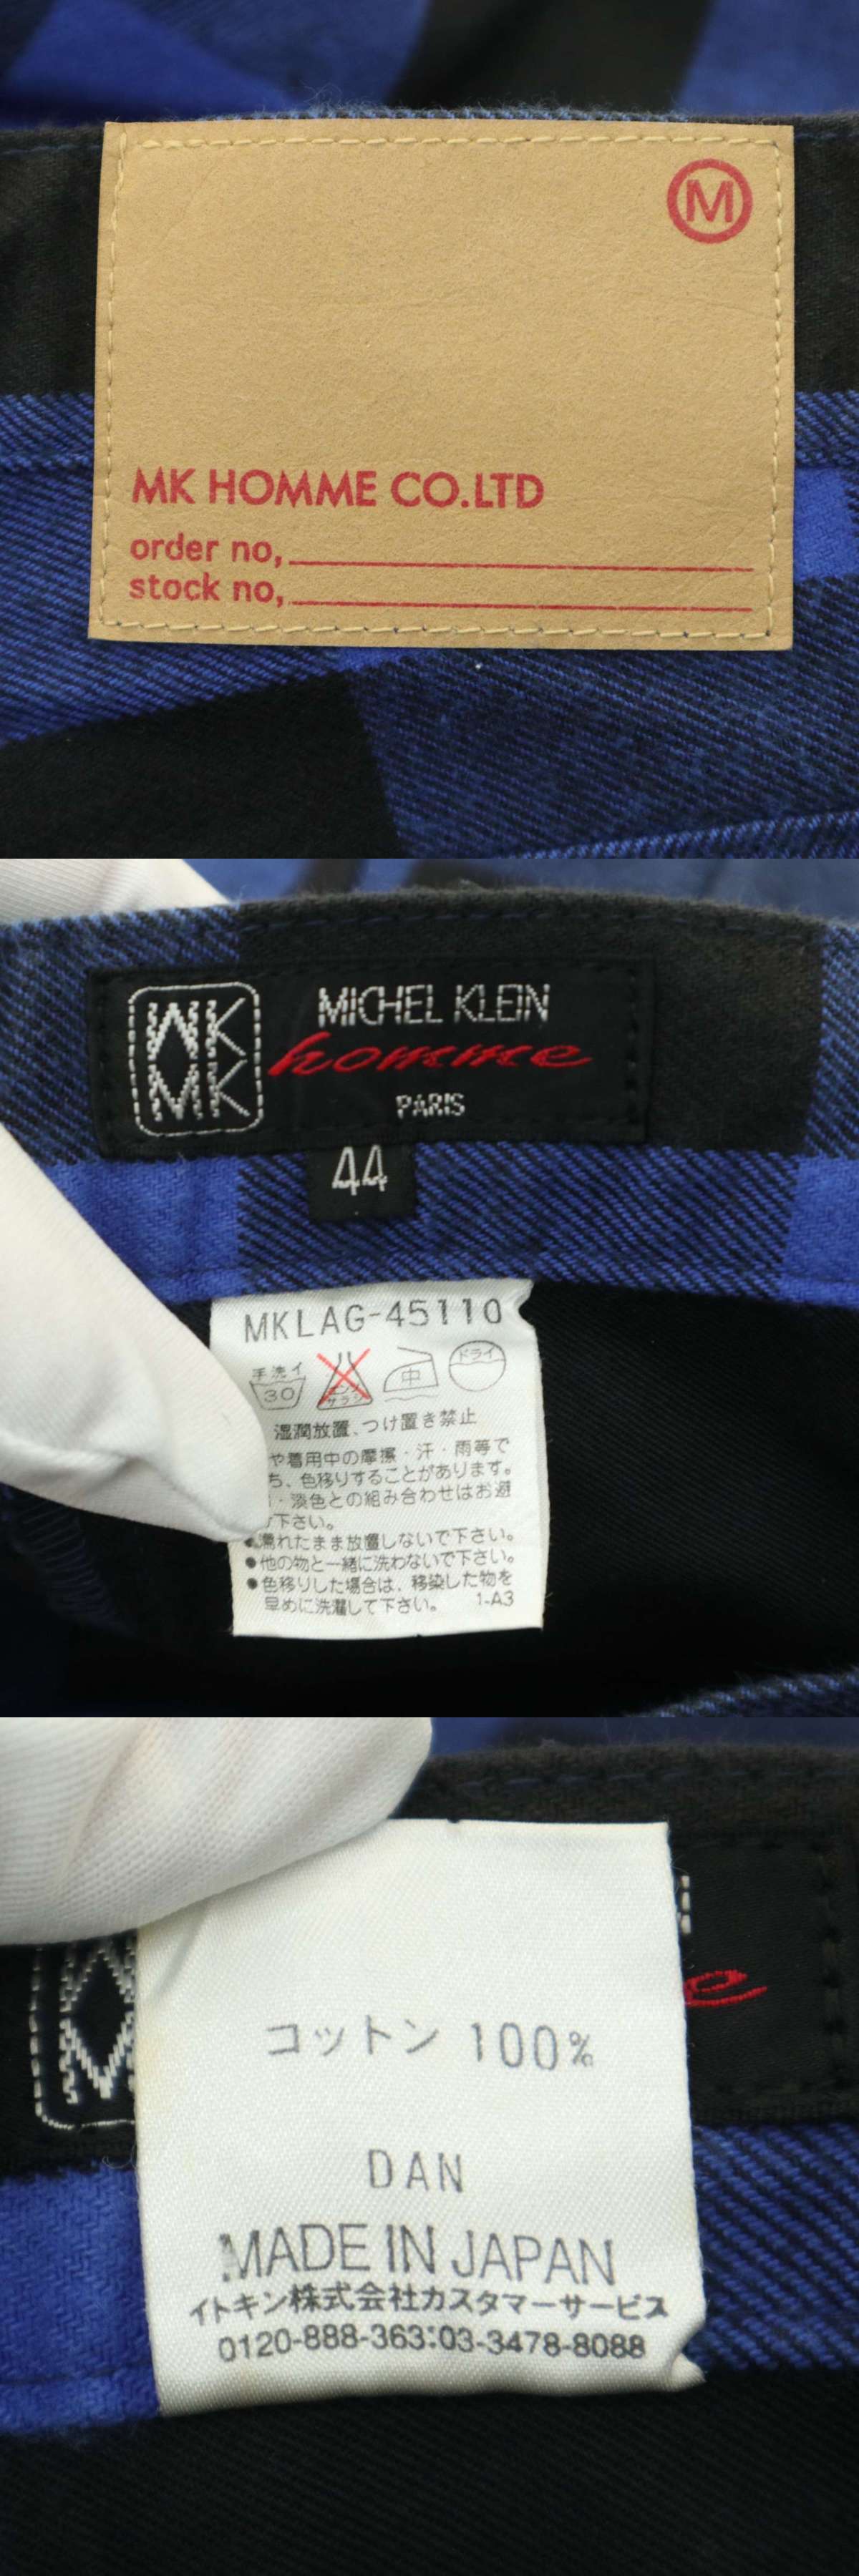 M
MK HOMME CO.LTD
order no,
stock no,
MK
MK
MICHEL KLEIN
homme
PARIS
44
MKLAG-45110
手洗イ
30
エンソ
サラシ
中
ドライ
湿潤放置、つけ置き禁止
や着用中の摩擦・汗・雨等で
ち、色移りすることがあります。
・淡色との組み合わせはお避
下さい。
●濡れたまま放置しないで下さい。
●他の物と一緒に洗わないで下さい。
●色移りした場合は、移染した物を
早めに洗濯して下さい。 1-A3
e
コットン 100%
DAN
MADE IN JAPAN
イトキン株式会社カスタマーサービス
0120-888-363:03-3478-8088